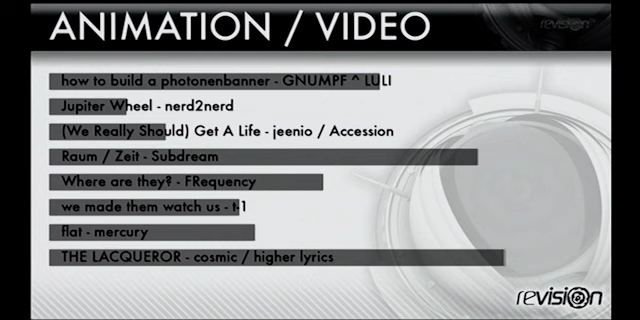 ANIMATION / VIDEO
revision
how to build a photonenbanner - GNUMPF ^ LULI
Jupiter Wheel - nerd2nerd
(We Really Should) Get A Life - jeenio / Accession
Raum / Zeit - Subdream
Where are they? - FRequency
we made them watch us - t-1
flat - mercury
THE LACQUEROR - cosmic / higher lyrics
revision